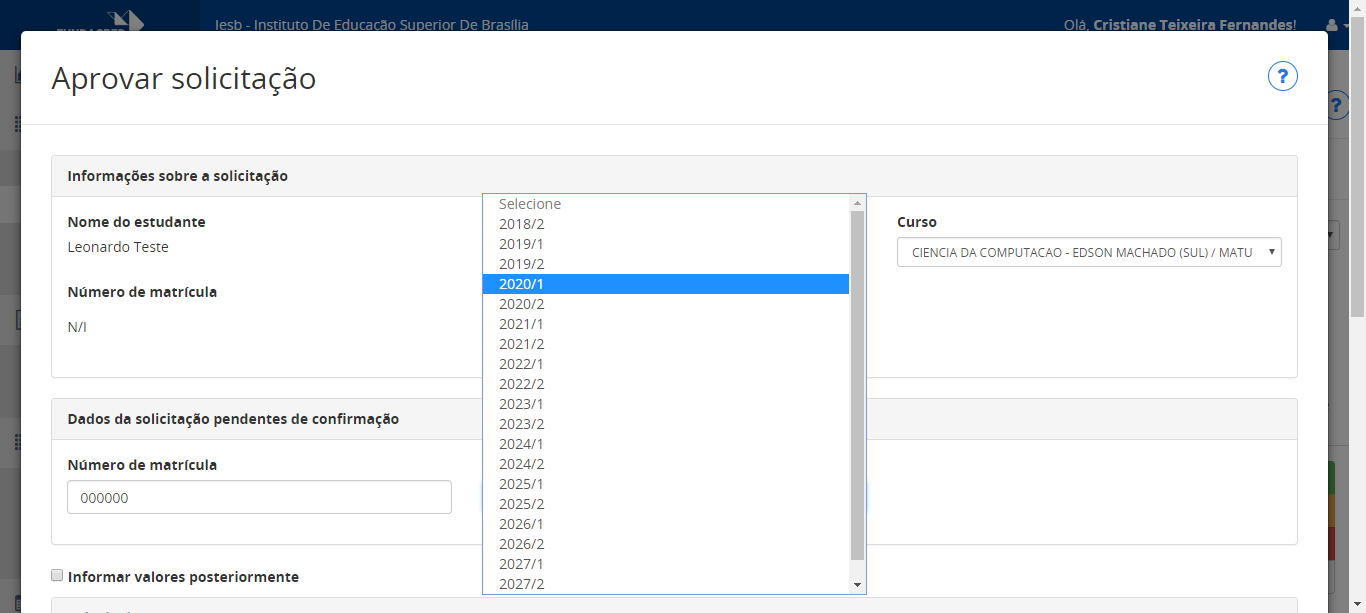 Iesb - Instituto De Educação Superior De Brasília
Olá, Cristiane Teixeira Fernandes!
Aprovar solicitação
?
?
Informações sobre a solicitação
Nome do estudante
Leonardo Teste
Número de matrícula
N/I
Selecione
2018/2
2019/1
2019/2
2020/1
2020/2
2021/1
2021/2
2022/1
2022/2
2023/1
2023/2
2024/1
2024/2
2025/1
2025/2
2026/1
2026/2
2027/1
2027/2
Curso
CIENCIA DA COMPUTACAO - EDSON MACHADO (SUL) / MATU
Dados da solicitação pendentes de confirmação
Número de matrícula
000000
Informar valores posteriormente